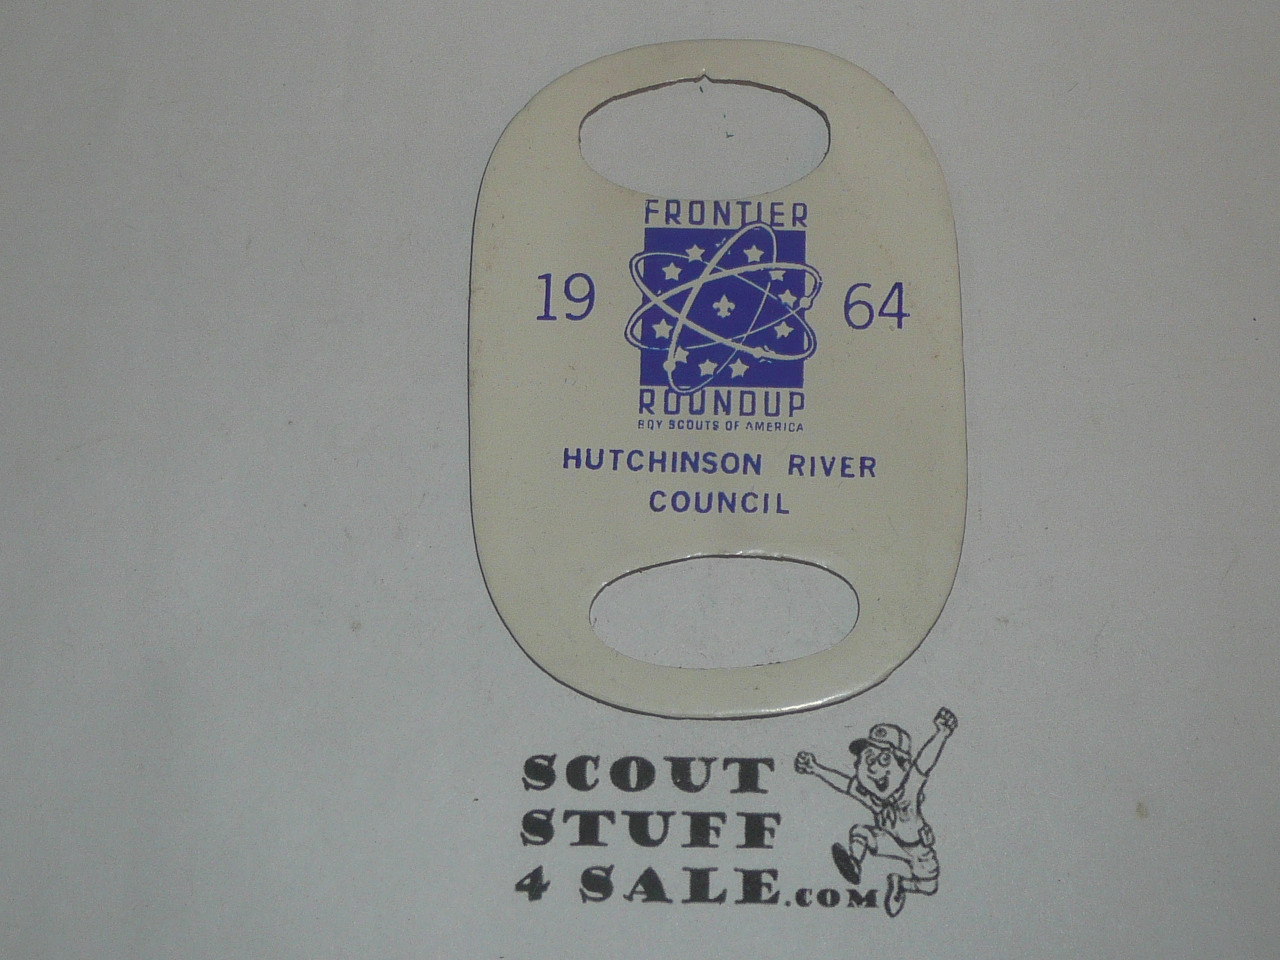 FRONTIER
19 64
ROUNDUP
BOY SCOUTS OF AMERICA
HUTCHINSON RIVER
COUNCIL
SCOUT
STUFF
4 SALE.COM